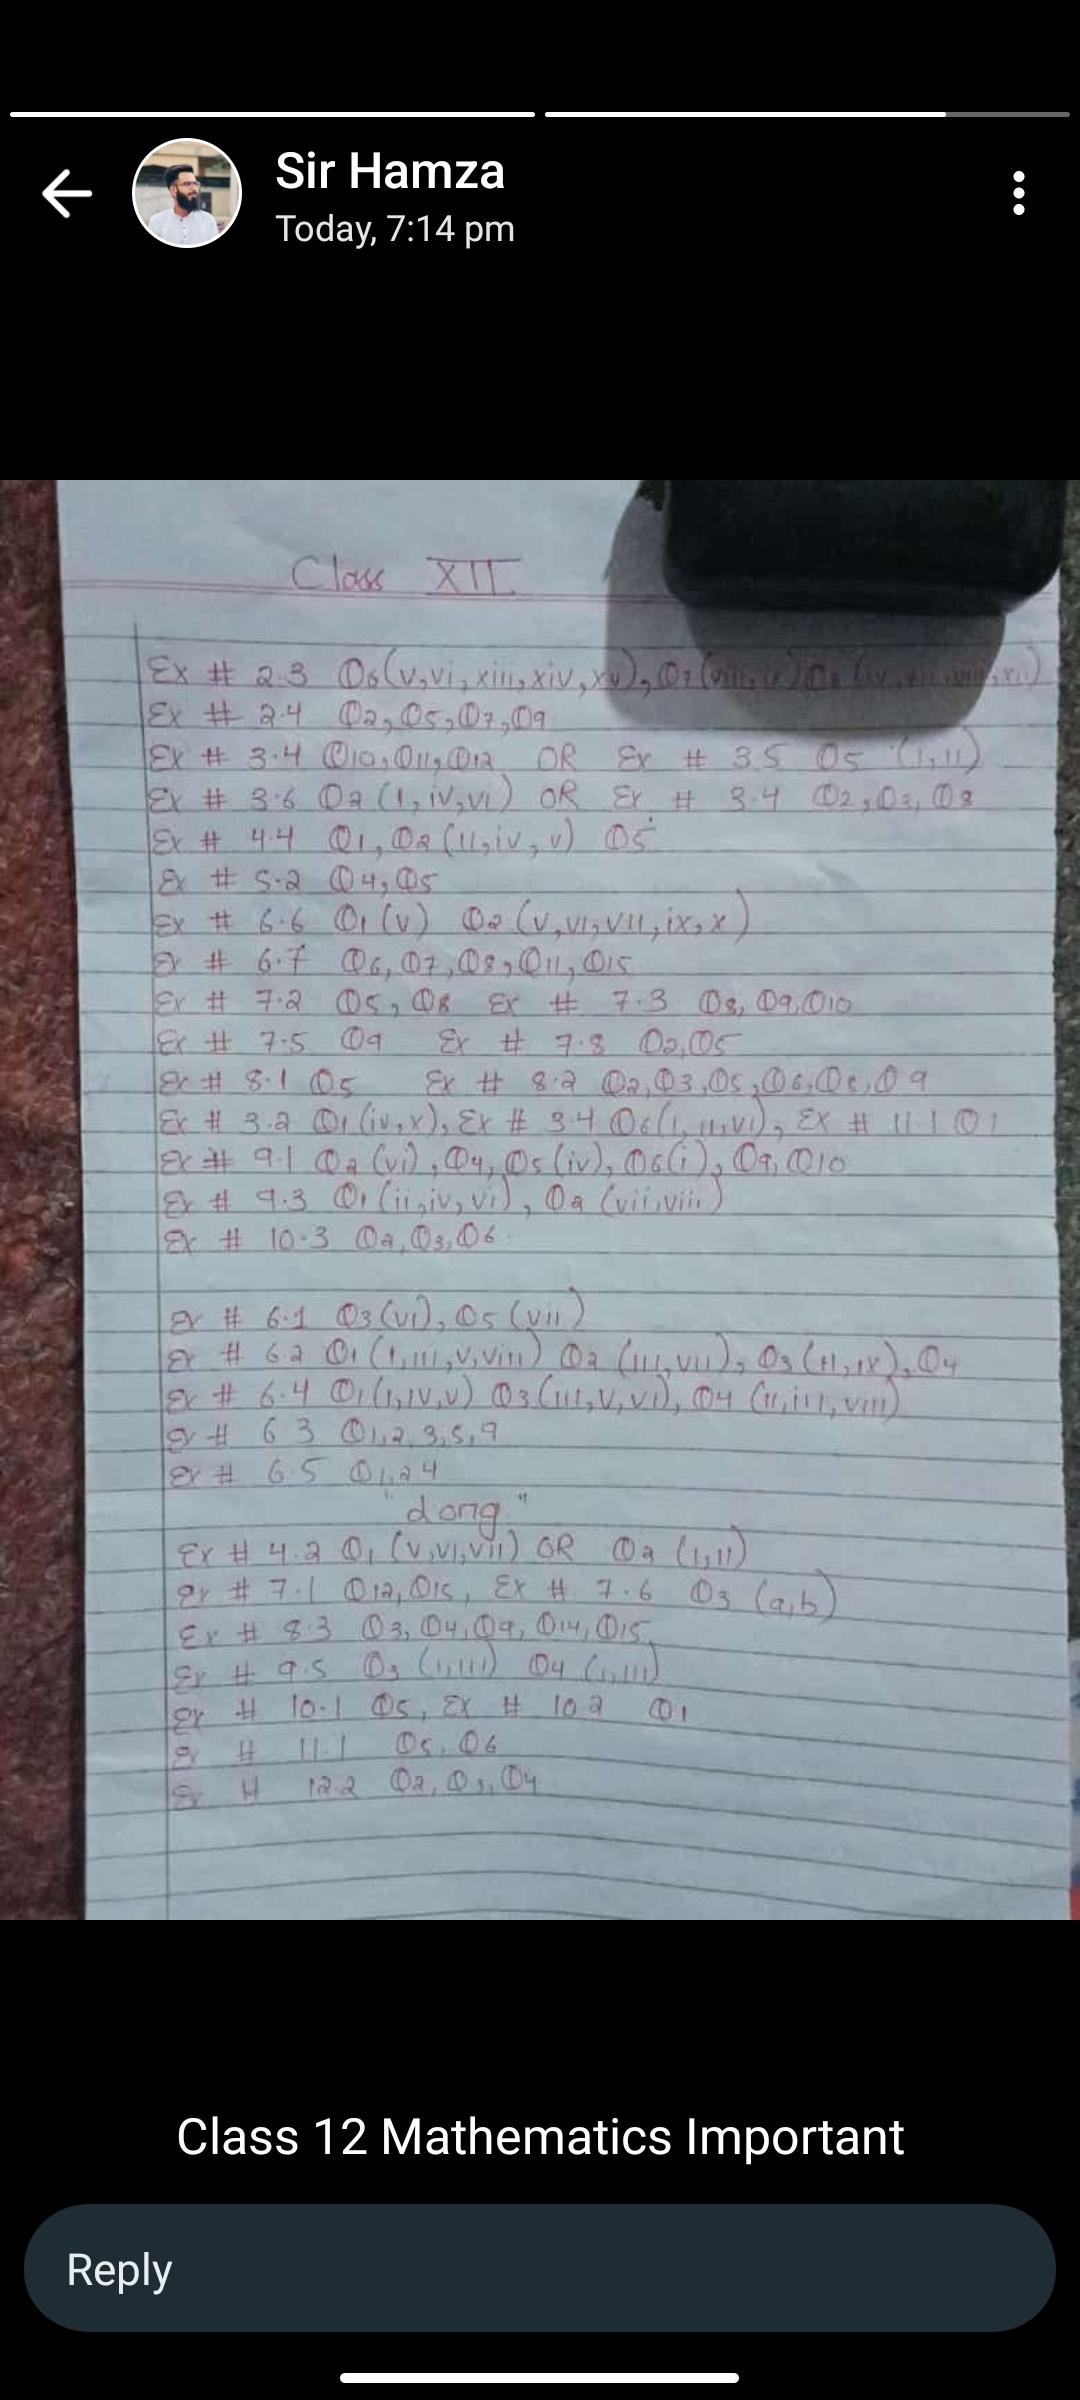 Sir Hamza
Today, 7:14 pm
Class XII
Ex # 2.3 Q6(v,vi,xiii,xiv,xv), Q7(viii,ix)
Ex # 2.4 Q2, Q5, Q7, Q9
Ex # 3.4 Q10, Q11, Q12 OR Ex # 3.5 Q5 (I,II)
Ex # 3.6 Q2 (I, IV, VI) OR Ex # 3.4 Q2, Q3, Q8
Ex # 4.4 Q1, Q2 (II, iv, v) Q5
Ex # 5.2 Q4, Q5
Ex # 6.6 Q1 (v) Q2 (V, VI, VII, ix, x)
Ex # 6.7 Q6, Q7, Q8, Q11, Q15
Ex # 7.2 Q5, Q8 Ex # 7.3 Q8, Q9, Q10
Ex # 7.5 Q9 Ex # 7.8 Q2, Q5
Ex # 8.1 Q5 Ex # 8.2 Q2, Q3, Q5, Q6, Q8, Q9
Ex # 3.2 Q1 (iv, x), Ex # 3.4 Q6 (I, II, VI), Ex # 11.1 Q1
Ex # 9.1 Q2 (vi), Q4, Q5 (iv), Q6(i), Q9, Q10
Ex # 9.3 Q1 (ii, iv, vi), Q2 (vii, viii)
Ex # 10.3 Q2, Q3, Q6.
Ex # 6.1 Q3 (VI), Q5 (VII)
Ex # 6.2 Q1 (I, III, V, VIII) Q2 (III, VII), Q3 (II, IX), Q4
Ex # 6.4 Q1 (I, IV, V) Q3 (III, V, VI), Q4 (II, III, VIII)
Ex # 6.3 Q1, 2, 3, 5, 9
Ex # 6.5 Q1, 2 4
"Long"
Ex # 4.2 Q1 (V, VI, VII) OR Q2 (I, II)
Ex # 7.1 Q12, Q15, Ex # 7.6 Q3 (a, b)
Ex # 8.3 Q3, Q4, Q9, Q14, Q15
Ex # 9.5 Q3 (I, III) Q4 (I, III)
Ex # 10.1 Q5, Ex # 10.2 Q1
Ex # 11.1 Q5, Q6
Ex # 12.2 Q2, Q3, Q4
Class 12 Mathematics Important
Reply